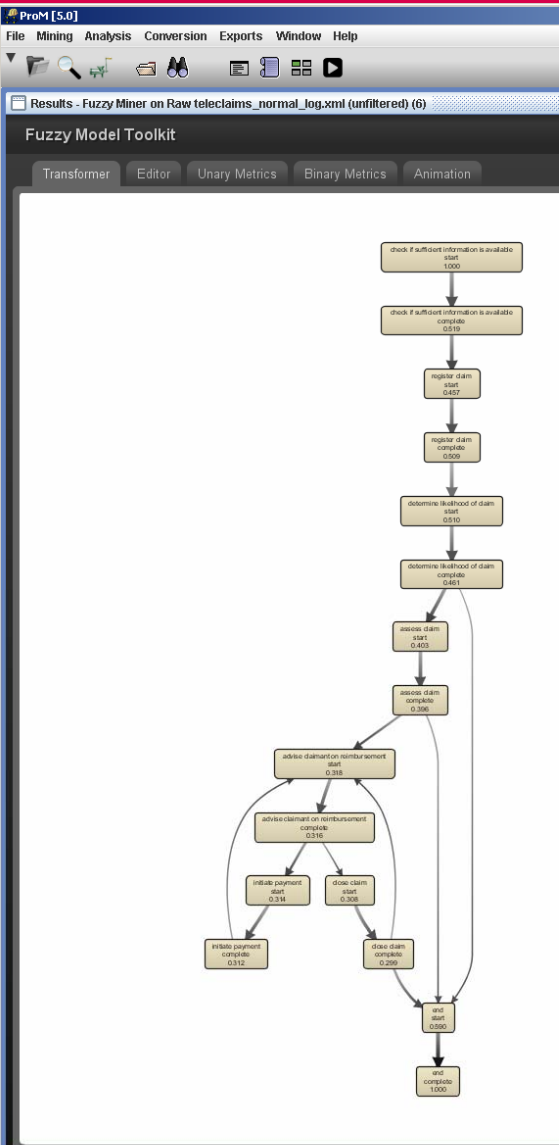 ProM [5.0]
File Mining Analysis Conversion Exports Window Help
Results - Fuzzy Miner on Raw teleclaims_normal_log.xml (unfiltered) (6)
Fuzzy Model Toolkit
Transformer Editor Unary Metrics Binary Metrics Animation
check if sufficient information is available
start
1.000
check if sufficient information is available
complete
0.519
register claim
start
0.457
register claim
complete
0.509
determine likelihood of claim
start
0.510
determine likelihood of claim
complete
0.461
assess claim
start
0.403
assess claim
complete
0.396
advise claimant on reimbursement
start
0.318
advise claimant on reimbursement
complete
0.316
initiate payment
start
0.314
close claim
start
0.308
initiate payment
complete
0.312
close claim
complete
0.299
end
start
0.590
end
complete
1.000